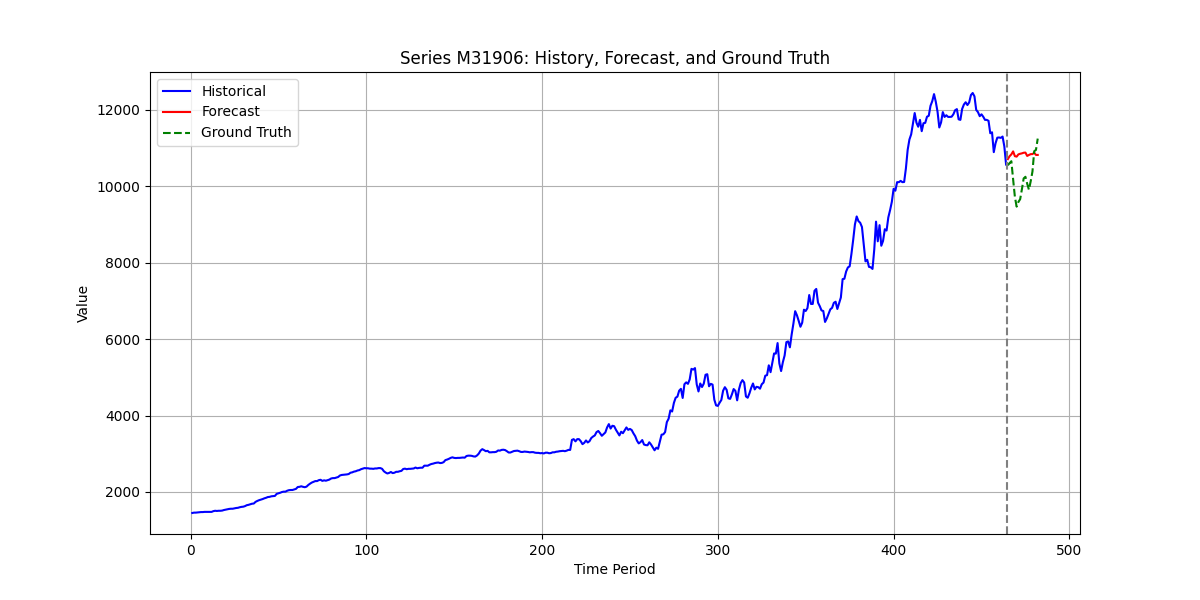 Series M31906: History, Forecast, and Ground Truth
Historical
Forecast
Ground Truth
12000
10000
8000
6000
4000
2000
Value
0
100
200
300
400
500
Time Period